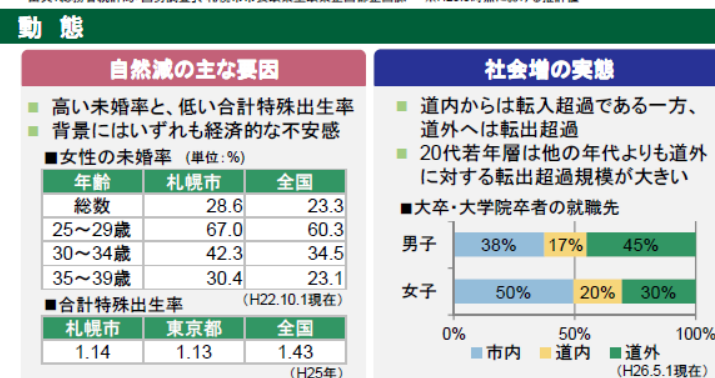 動 態
自然減の主な要因
■ 高い未婚率と、低い合計特殊出生率
■ 背景にはいずれも経済的な不安感
■女性の未婚率 (単位:%)
年齢 札幌市 全国
総数 28.6 23.3
25～29歳 67.0 60.3
30～34歳 42.3 34.5
35～39歳 30.4 23.1
(H22.10.1現在)
■合計特殊出生率
札幌市 東京都 全国
1.14 1.13 1.43
(H25年)
社会増の実態
■ 道内からは転入超過である一方、
道外へは転出超過
■ 20代若年層は他の年代よりも道外
に対する転出超過規模が大きい
■大卒・大学院卒者の就職先
男子 38% 17% 45%
女子 50% 20% 30%
0% 50% 100%
■市内 ■道内 ■道外
(H26.5.1現在)